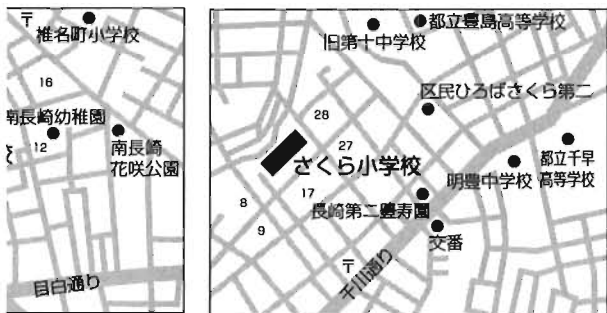 〒
椎名町小学校
16
南長崎幼稚園
12
校
南長崎
花咲公園
目白通り
都立豊島高等学校
旧第十中学校
区民ひろばさくら第二
28
27
さくら小学校
都立千早
高等学校
明豊中学校
17
8
長崎第二豊寿園
9
交番
〒
千川通り